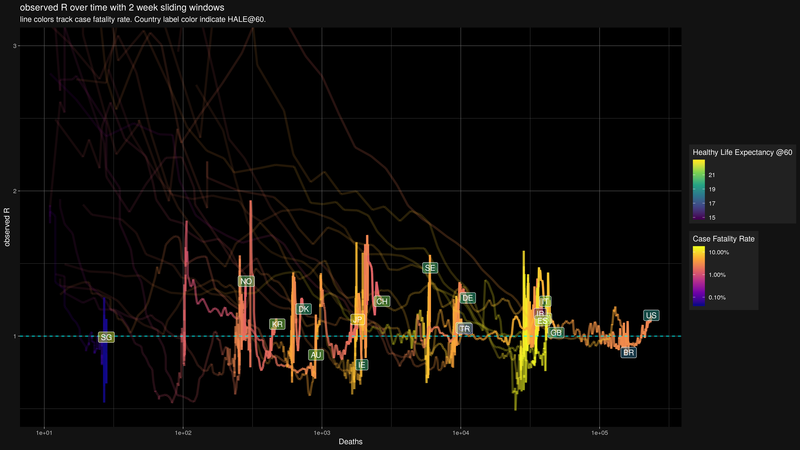 observed R over time with 2 week sliding windows
line colors track case fatality rate. Country label color indicate HALE@60.
observed R
3
2
1
SG
NO
KR
DK
AU
JP
IE
CH
SE
DE
TR
IT
ES
GB
BR
US
1e+01
1e+02
1e+03
1e+04
1e+05
Deaths
Healthy Life Expectancy @60
21
19
17
15
Case Fatality Rate
10.00%
1.00%
0.10%